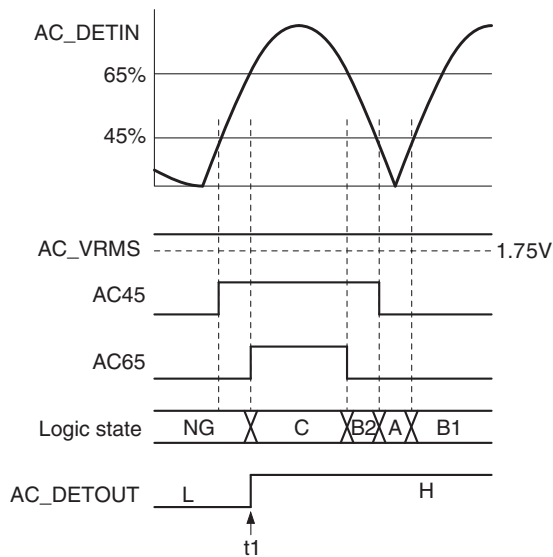 AC_DETIN
65%
45%
AC_VRMS
1.75V
AC45
AC65
Logic state NG C B2 A B1
AC_DETOUT L H
t1